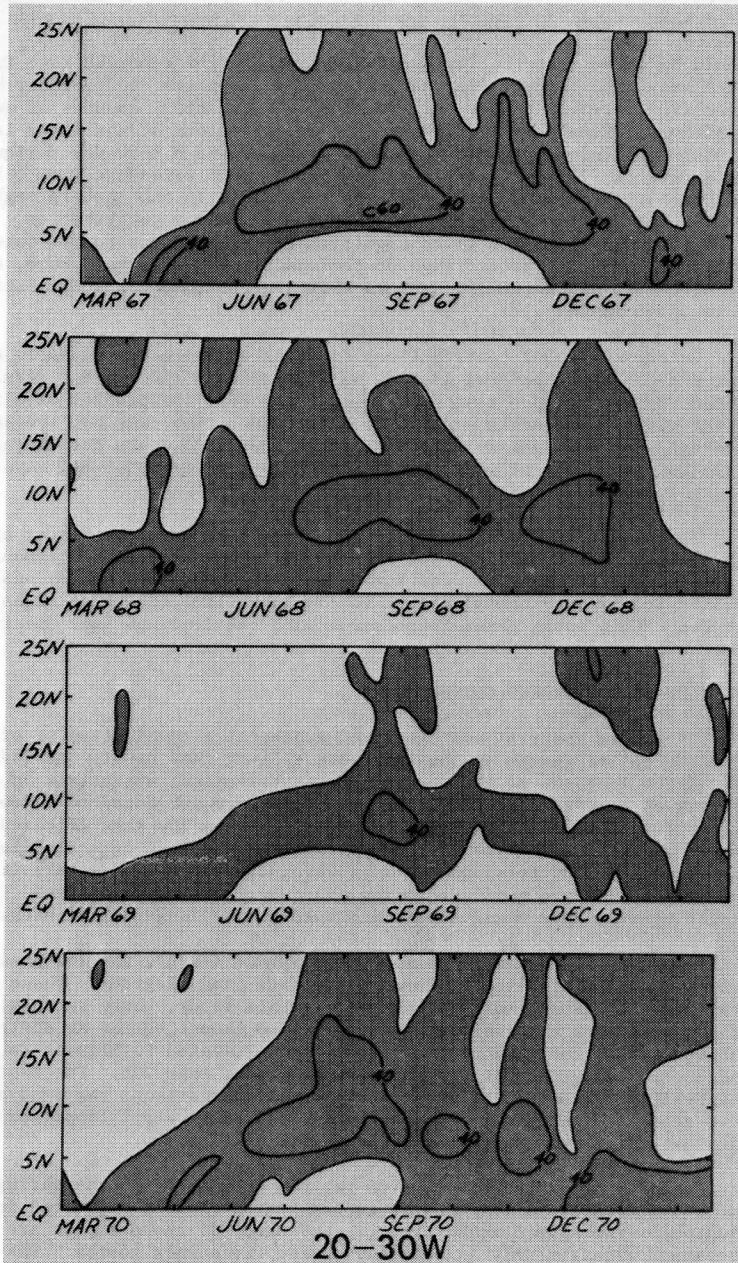 25N
20N
15N
10N
5N
EQ
40
c60
40
40
40
MAR 67 JUN 67 SEP 67 DEC 67
25N
20N
15N
10N
5N
EQ
40
40
40
MAR 68 JUN 68 SEP 68 DEC 68
25N
20N
15N
10N
5N
EQ
40
MAR 69 JUN 69 SEP 69 DEC 69
25N
20N
15N
10N
5N
EQ
40
40
40
40
MAR 70 JUN 70 SEP 70 DEC 70
20–30W